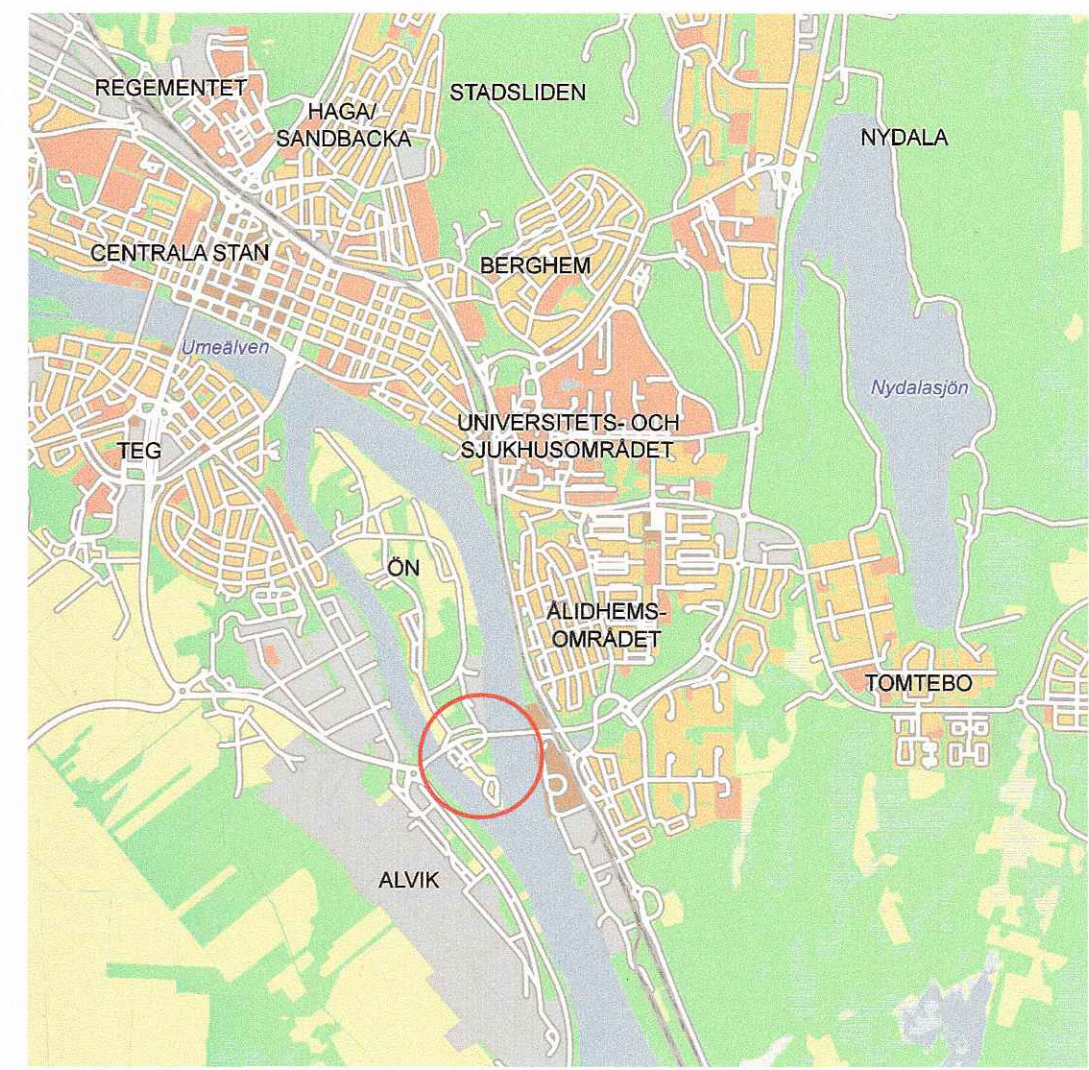 REGEMENTET
HAGA/
SANDBACKA
STADSLIDEN
NYDALA
CENTRALA STAN
BERGHEM
Umeälven
Nydalasjön
TEG
UNIVERSITETS- OCH
SJUKHUSOMRÅDET
ÖN
ÅLIDHEMS-
OMRÅDET
TOMTEBO
ALVIK